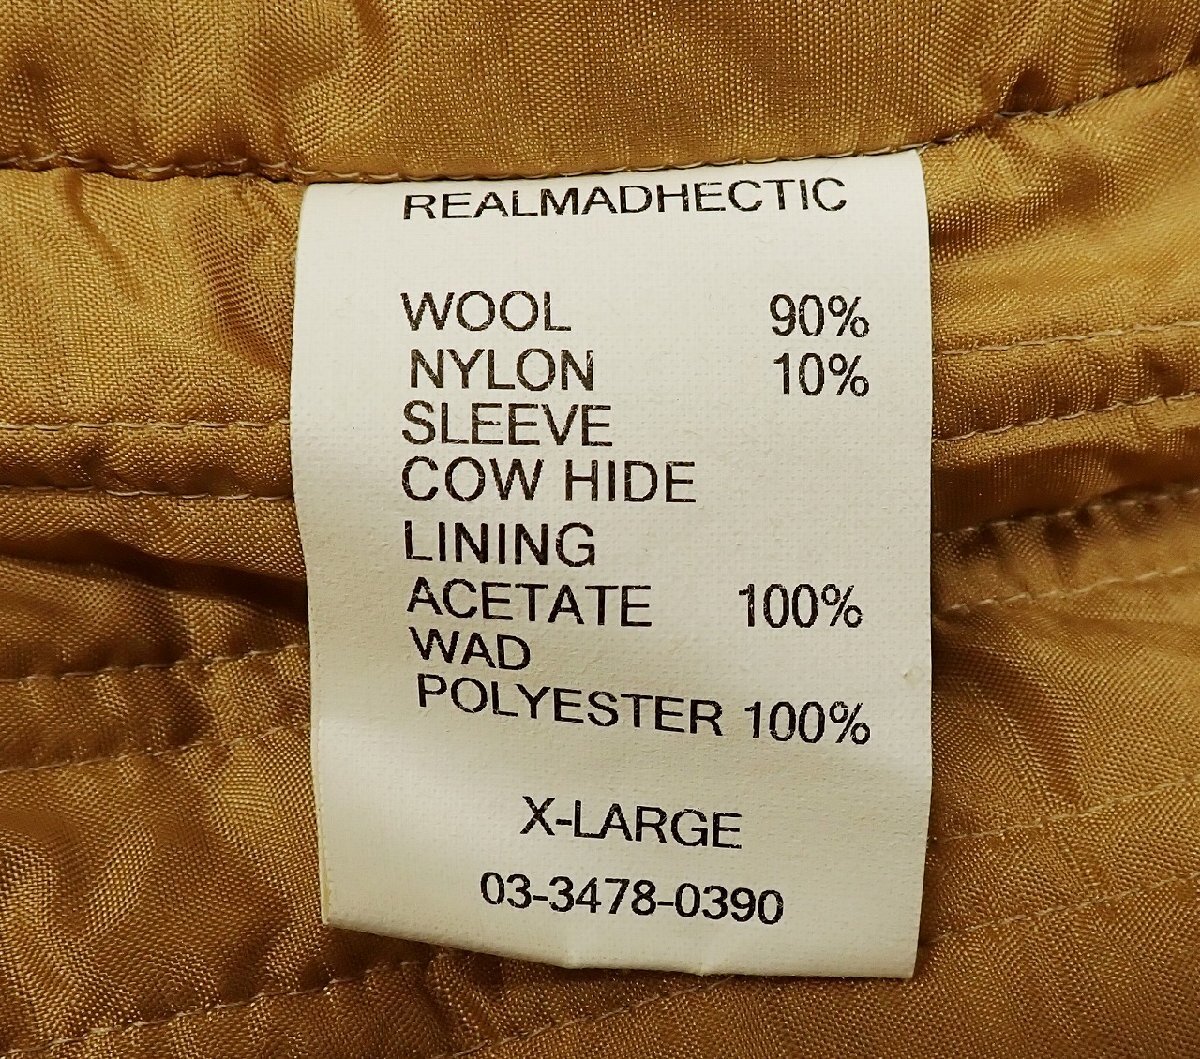 REALMADHECTIC
WOOL 90%
NYLON 10%
SLEEVE
COW HIDE
LINING
ACETATE 100%
WAD
POLYESTER 100%
X-LARGE
03-3478-0390